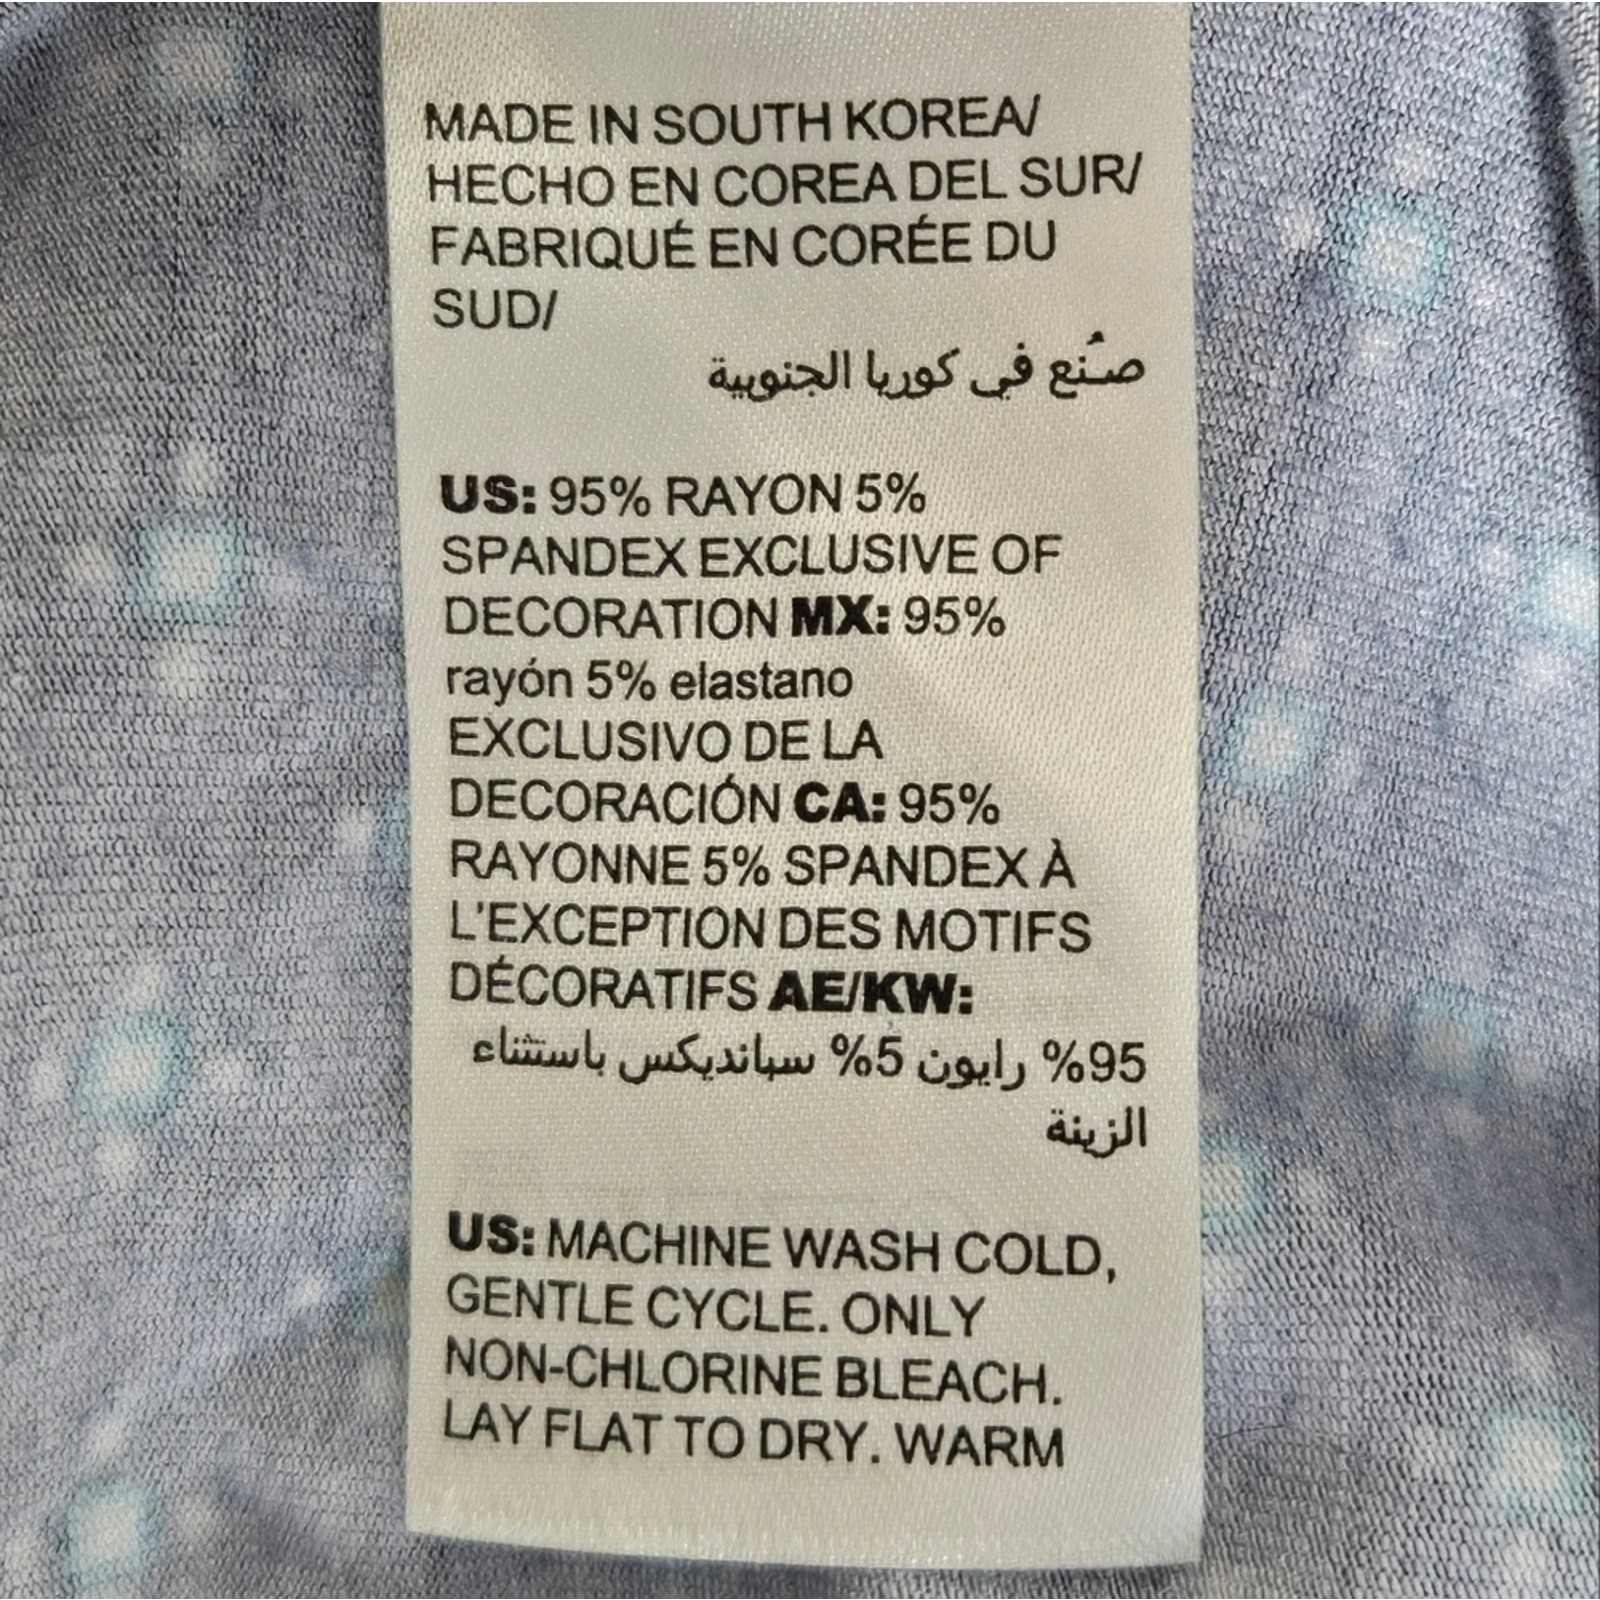 MADE IN SOUTH KOREA/
HECHO EN COREA DEL SUR/
FABRIQUÉ EN CORÉE DU
SUD/
صُنع في كوريا الجنوبية
US: 95% RAYON 5%
SPANDEX EXCLUSIVE OF
DECORATION MX: 95%
rayón 5% elastano
EXCLUSIVO DE LA
DECORACIÓN CA: 95%
RAYONNE 5% SPANDEX À
L'EXCEPTION DES MOTIFS
DÉCORATIFS AE/KW:
95% رايون 5% سباندیکس باستثناء
الزينة
US: MACHINE WASH COLD,
GENTLE CYCLE. ONLY
NON-CHLORINE BLEACH.
LAY FLAT TO DRY. WARM